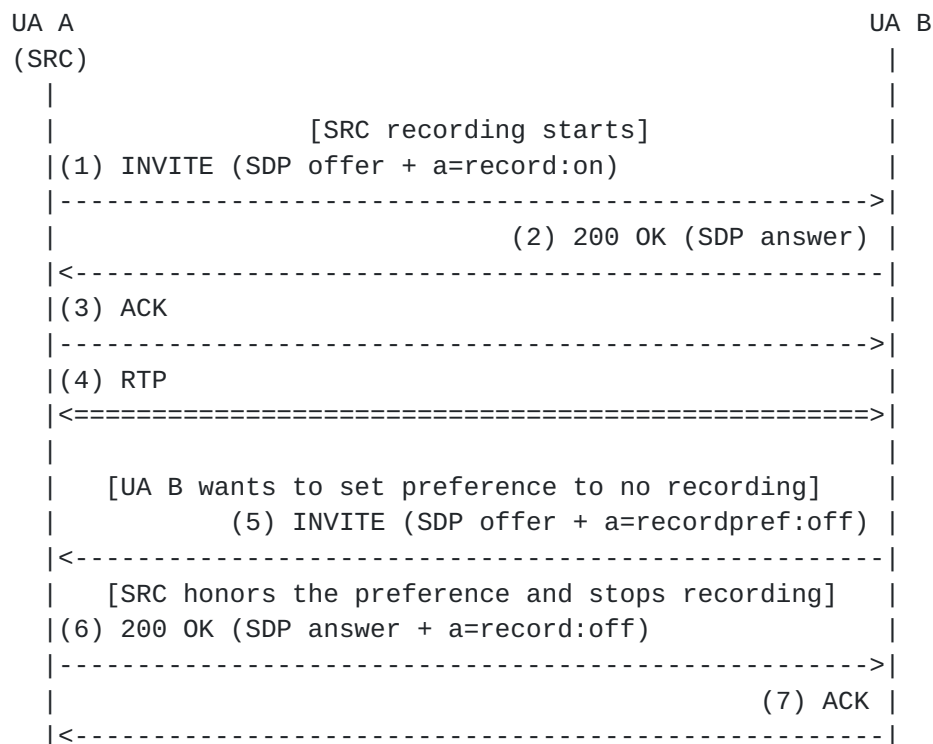 UA A UA B
(SRC) |
| |
| [SRC recording starts] |
|(1) INVITE (SDP offer + a=record:on) |
|---------------------------------------------------->|
| (2) 200 OK (SDP answer) |
|<----------------------------------------------------|
|(3) ACK |
|---------------------------------------------------->|
|(4) RTP |
|<===================================================>|
| |
| [UA B wants to set preference to no recording] |
| (5) INVITE (SDP offer + a=recordpref:off) |
|<----------------------------------------------------|
| [SRC honors the preference and stops recording] |
|(6) 200 OK (SDP answer + a=record:off) |
|---------------------------------------------------->|
| (7) ACK |
|<----------------------------------------------------|